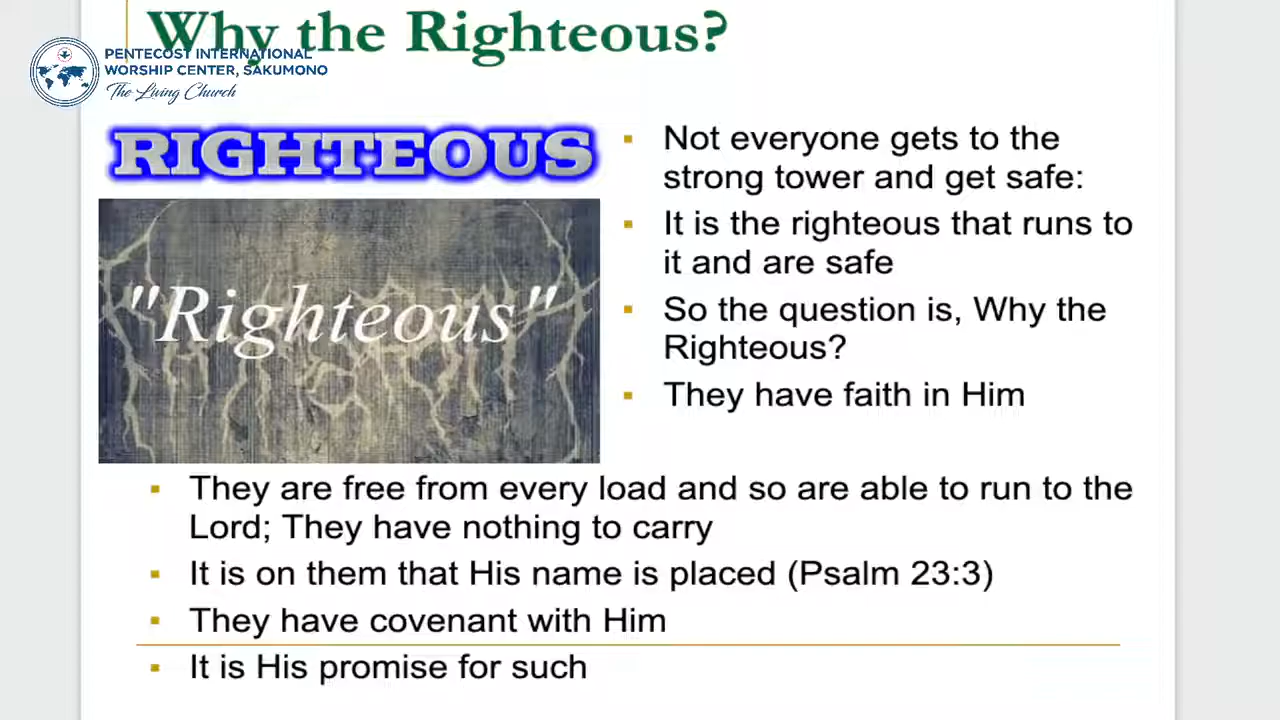 Why the Righteous?
PENTECOST INTERNATIONAL
WORSHIP CENTER, SAKUMONO
The Living Church
RIGHTEOUS
"Righteous"
▪ Not everyone gets to the
strong tower and get safe:
▪ It is the righteous that runs to
it and are safe
▪ So the question is, Why the
Righteous?
▪ They have faith in Him
▪ They are free from every load and so are able to run to the
Lord; They have nothing to carry
▪ It is on them that His name is placed (Psalm 23:3)
▪ They have covenant with Him
▪ It is His promise for such